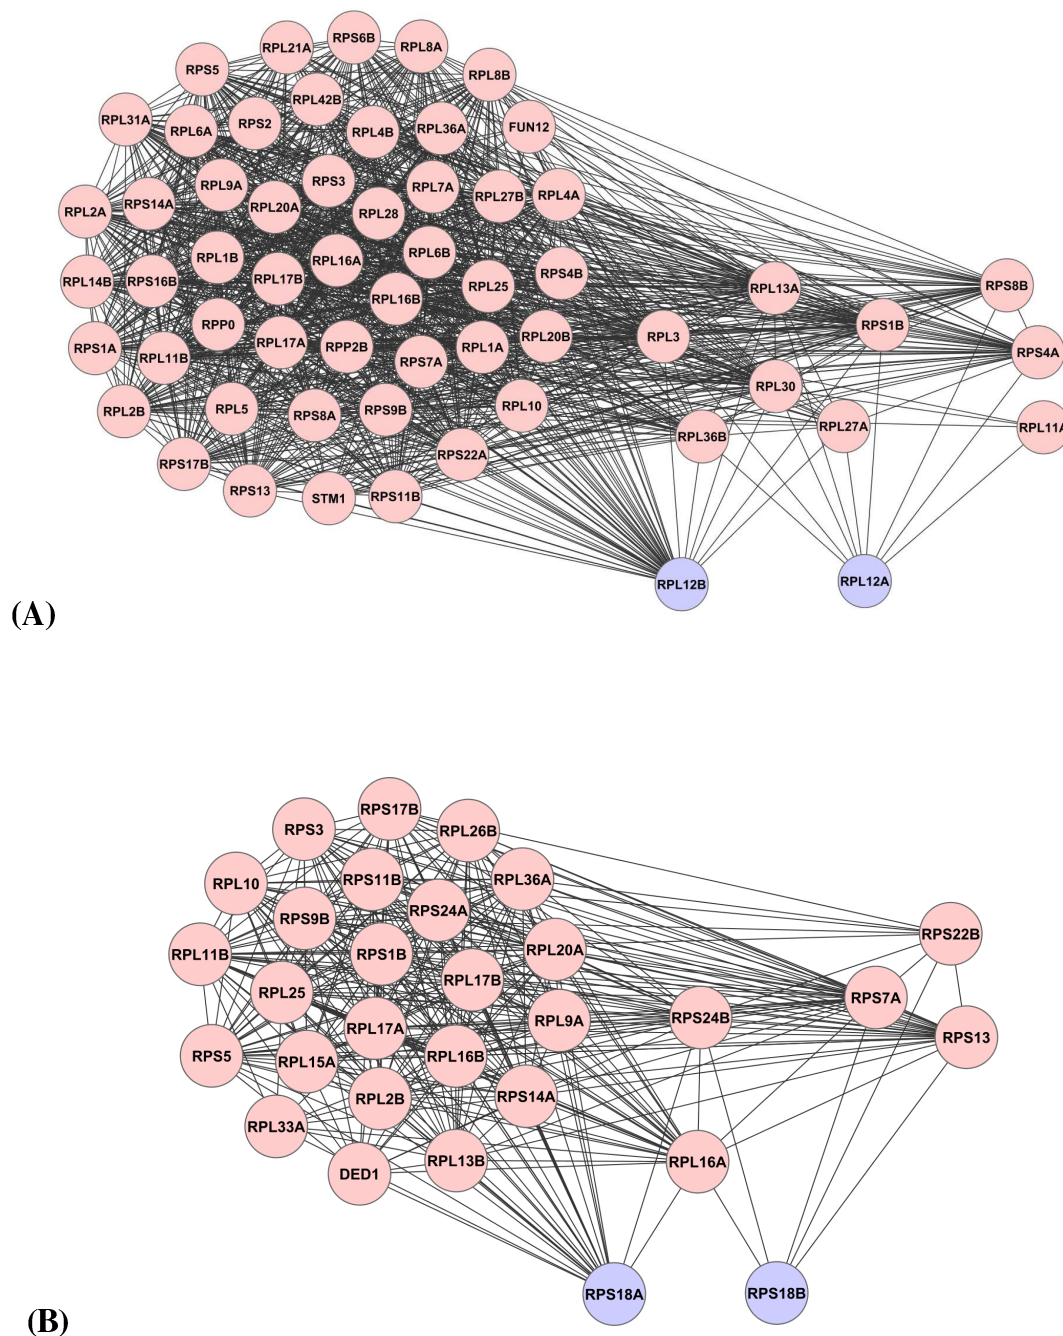 RPS6B
RPL21A
RPL8A
RPS5
RPL8B
RPL42B
RPL31A
RPL6A
RPS2
RPL4B
RPL36A
FUN12
RPL9A
RPS3
RPL7A
RPL27B
RPL4A
RPL2A
RPS14A
RPL20A
RPL28
RPL1B
RPL16A
RPL6B
RPS4B
RPL14B
RPS16B
RPL17B
RPL16B
RPL25
RPL13A
RPS8B
RPP0
RPS1B
RPS1A
RPL11B
RPL17A
RPP2B
RPS7A
RPL1A
RPL20B
RPL3
RPS4A
RPL30
RPL2B
RPL5
RPS8A
RPS9B
RPL10
RPL36B
RPL27A
RPL11A
RPS17B
RPS22A
RPS13
STM1
RPS11B
RPL12B
RPL12A
(A)
RPS17B
RPS3
RPL26B
RPL10
RPS11B
RPL36A
RPS9B
RPS24A
RPS22B
RPL11B
RPS1B
RPL20A
RPL25
RPL17B
RPS7A
RPL17A
RPL9A
RPS24B
RPS13
RPS5
RPL15A
RPL16B
RPL2B
RPS14A
RPL33A
DED1
RPL13B
RPL16A
RPS18A
RPS18B
(B)